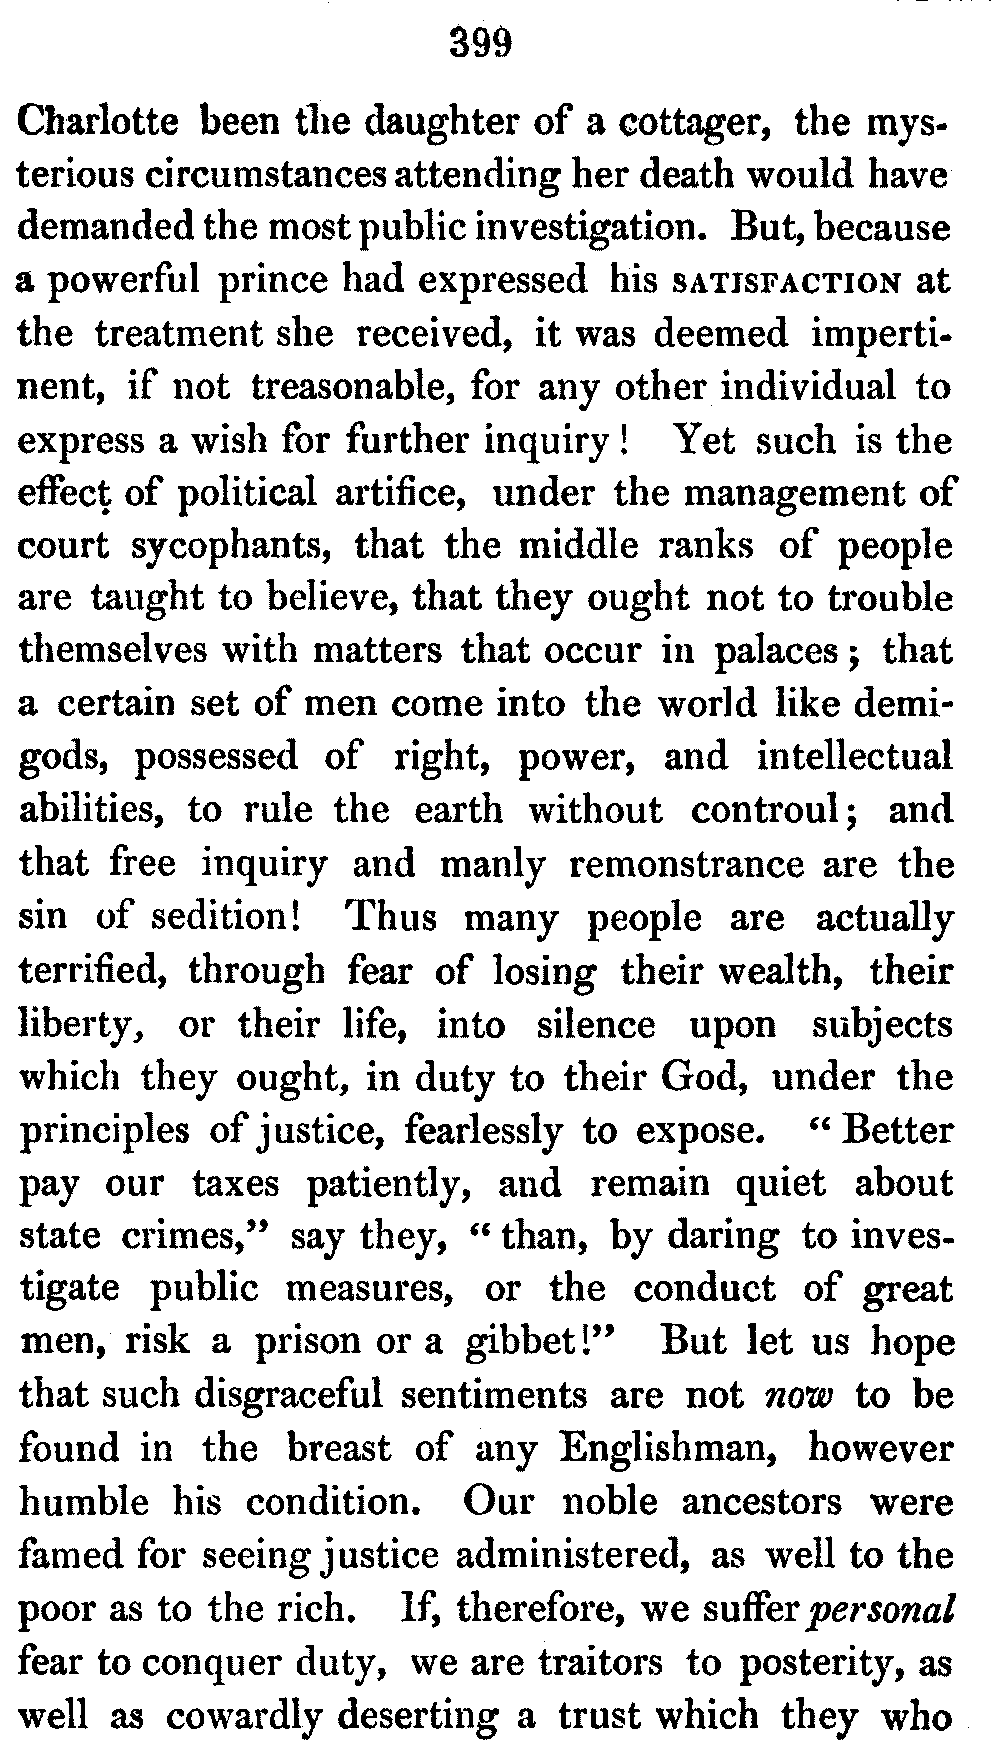 399
Charlotte been the daughter of a cottager, the mys-
terious circumstances attending her death would have
demanded the most public investigation. But, because
a powerful prince had expressed his SATISFACTION at
the treatment she received, it was deemed imperti-
nent, if not treasonable, for any other individual to
express a wish for further inquiry! Yet such is the
effect of political artifice, under the management of
court sycophants, that the middle ranks of people
are taught to believe, that they ought not to trouble
themselves with matters that occur in palaces; that
a certain set of men come into the world like demi-
gods, possessed of right, power, and intellectual
abilities, to rule the earth without controul; and
that free inquiry and manly remonstrance are the
sin of sedition! Thus many people are actually
terrified, through fear of losing their wealth, their
liberty, or their life, into silence upon subjects
which they ought, in duty to their God, under the
principles of justice, fearlessly to expose. “ Better
pay our taxes patiently, and remain quiet about
state crimes,” say they, “ than, by daring to inves-
tigate public measures, or the conduct of great
men, risk a prison or a gibbet!” But let us hope
that such disgraceful sentiments are not now to be
found in the breast of any Englishman, however
humble his condition. Our noble ancestors were
famed for seeing justice administered, as well to the
poor as to the rich. If, therefore, we suffer personal
fear to conquer duty, we are traitors to posterity, as
well as cowardly deserting a trust which they who